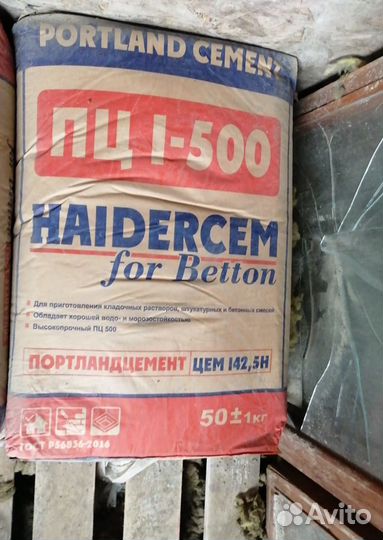 PORTLAND CEMENT
ПЦ I-500
HAIDERCEM
for Betton
Для приготовления кладочных растворов, штукатурных и бетонных смесей
Обладает хорошей водо- и морозостойкостью
Высокопрочный ПЦ 500
ПОРТЛАНДЦЕМЕНТ ЦЕМ I42,5Н
50±1кг
ГОСТ Р56836-2016
Avito